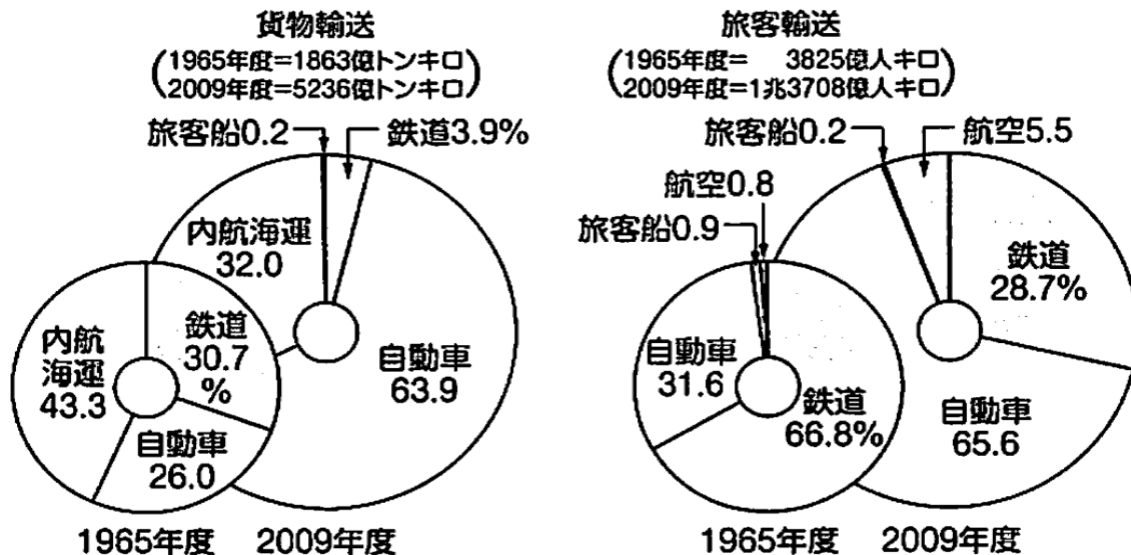 貨物輸送
(1965年度=1863億トンキロ
2009年度=5236億トンキロ)
旅客船0.2
鉄道3.9%
内航海運
32.0
自動車
63.9
内航
海運
43.3
鉄道
30.7
%
自動車
26.0
1965年度
2009年度
旅客輸送
(1965年度= 3825億人キロ
2009年度=1兆3708億人キロ)
旅客船0.2
航空5.5
航空0.8
旅客船0.9
鉄道
28.7%
自動車
65.6
自動車
31.6
鉄道
66.8%
1965年度
2009年度